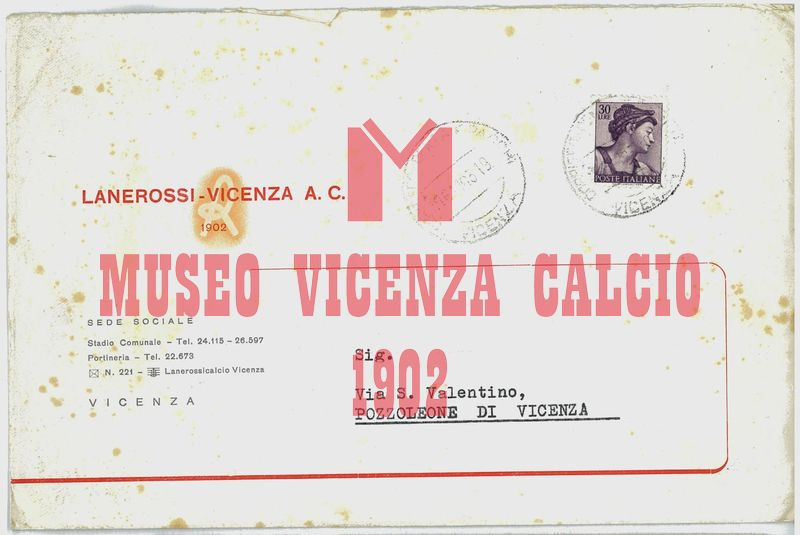 30
LIRE
POSTE ITALIANE
VICENZA
VICENZA
LANEROSSI - VICENZA A. C.
1902
M
MUSEO VICENZA CALCIO
1902
SEDE SOCIALE
Stadio Comunale - Tel. 24.115 - 26.597
Portineria - Tel. 22.673
N. 221 - Lanerossicalcio Vicenza
VICENZA
Sig.
Via S. Valentino,
POZZOLEONE DI VICENZA